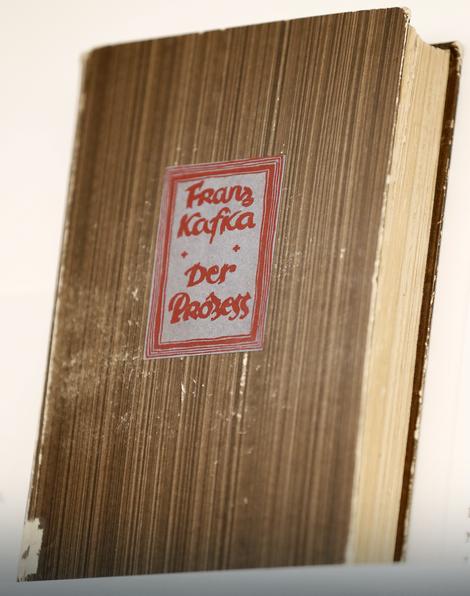 Franz
Kafka
Der
Prozess